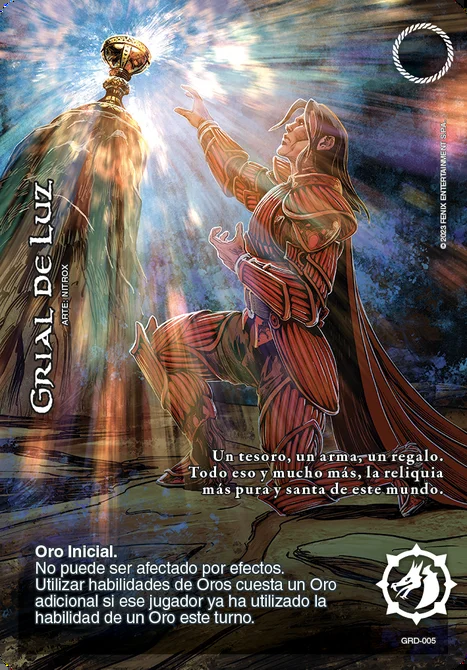 © 2023 FENIX ENTERTAINMENT S.P.A.
GRIAL DE LUZ
ARTE: NITROX
Un tesoro, un arma, un regalo.
Todo eso y mucho más, la reliquia
más pura y santa de este mundo.
Oro Inicial.
No puede ser afectado por efectos.
Utilizar habilidades de Oros cuesta un Oro
adicional si ese jugador ya ha utilizado la
habilidad de un Oro este turno.
GRD-005